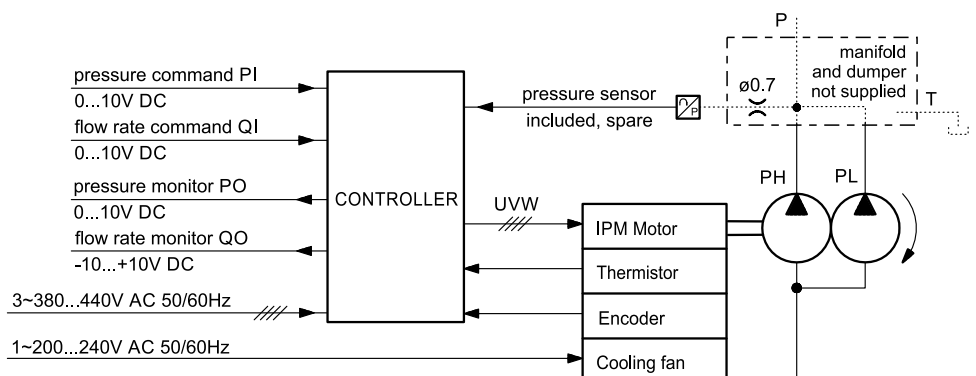 P
manifold
and dumper
not supplied
ø0.7
T
pressure command PI
0...10V DC
pressure sensor
included, spare
P
flow rate command QI
0...10V DC
pressure monitor PO
0...10V DC
CONTROLLER
UVW
PH
PL
IPM Motor
flow rate monitor QO
-10...+10V DC
Thermistor
3~380...440V AC 50/60Hz
Encoder
1~200...240V AC 50/60Hz
Cooling fan